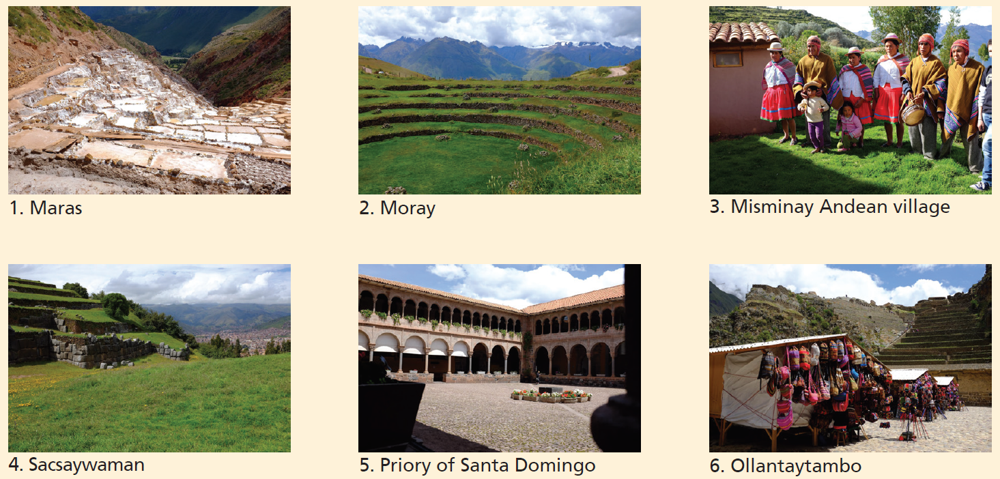 1. Maras
2. Moray
3. Misminay Andean village
4. Sacsaywaman
5. Priory of Santa Domingo
6. Ollantaytambo